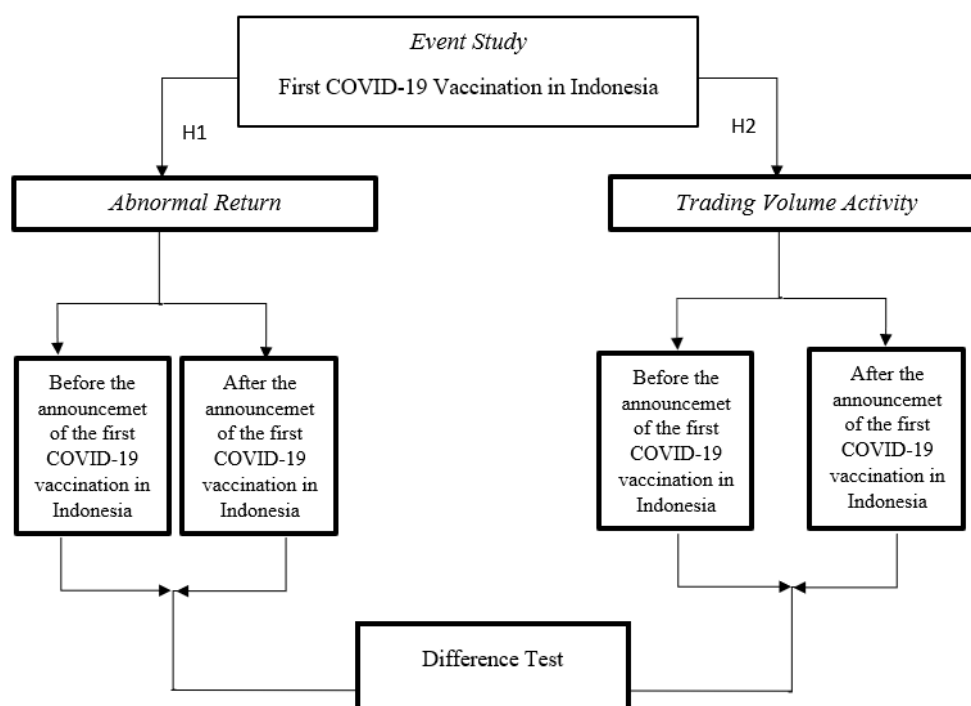 Event Study
First COVID-19 Vaccination in Indonesia
H1
H2
Abnormal Return
Trading Volume Activity
Before the
announcemet
of the first
COVID-19
vaccination in
Indonesia
After the
announcemet
of the first
COVID-19
vaccination in
Indonesia
Before the
announcemet
of the first
COVID-19
vaccination in
Indonesia
After the
announcemet
of the first
COVID-19
vaccination in
Indonesia
Difference Test